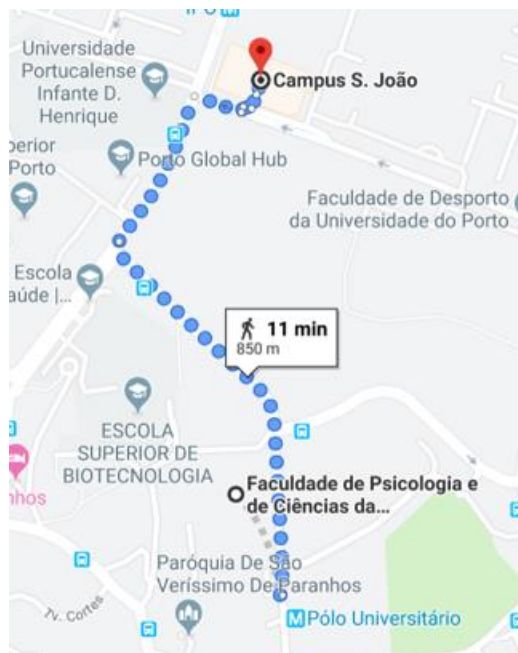 Universidade
Portucalense
Infante D.
Henrique
Campus S. João
Porto Global Hub
Porto
Faculdade de Desporto
da Universidade do Porto
Escola
11 min
850 m
ESCOLA
SUPERIOR DE
BIOTECNOLOGIA
Faculdade de Psicologia e
de Ciências da...
Paróquia De São
Veríssimo De Paranhos
Tv. Cortes
M Pólo Universitário